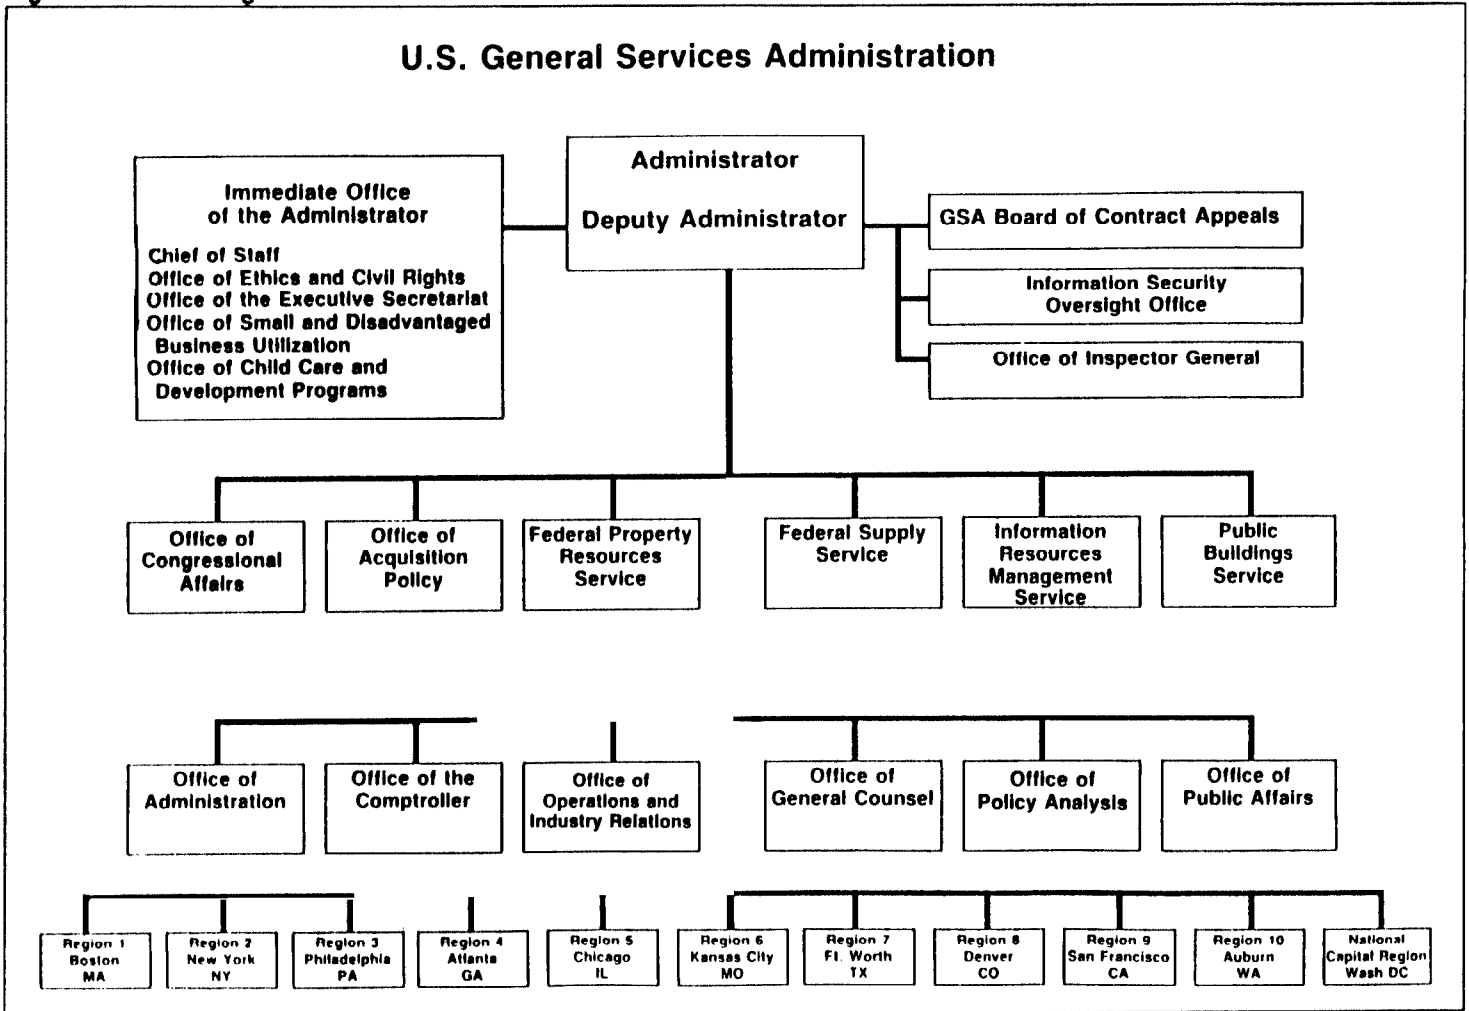 U.S. General Services Administration
Administrator
Deputy Administrator
Immediate Office
of the Administrator
Chief of Staff
Office of Ethics and Civil Rights
Office of the Executive Secretariat
Office of Small and Disadvantaged
Business Utilization
Office of Child Care and
Development Programs
GSA Board of Contract Appeals
Information Security
Oversight Office
Office of Inspector General
Office of
Congressional
Affairs
Office of
Acquisition
Policy
Federal Property
Resources
Service
Federal Supply
Service
Information
Resources
Management
Service
Public
Buildings
Service
Office of
Administration
Office of the
Comptroller
Office of
Operations and
Industry Relations
Office of
General Counsel
Office of
Policy Analysis
Office of
Public Affairs
Region 1
Boston
MA
Region 2
New York
NY
Region 3
Philadelphia
PA
Region 4
Atlanta
GA
Region 5
Chicago
IL
Region 6
Kansas City
MO
Region 7
Ft. Worth
TX
Region 8
Denver
CO
Region 9
San Francisco
CA
Region 10
Auburn
WA
National
Capital Region
Wash DC